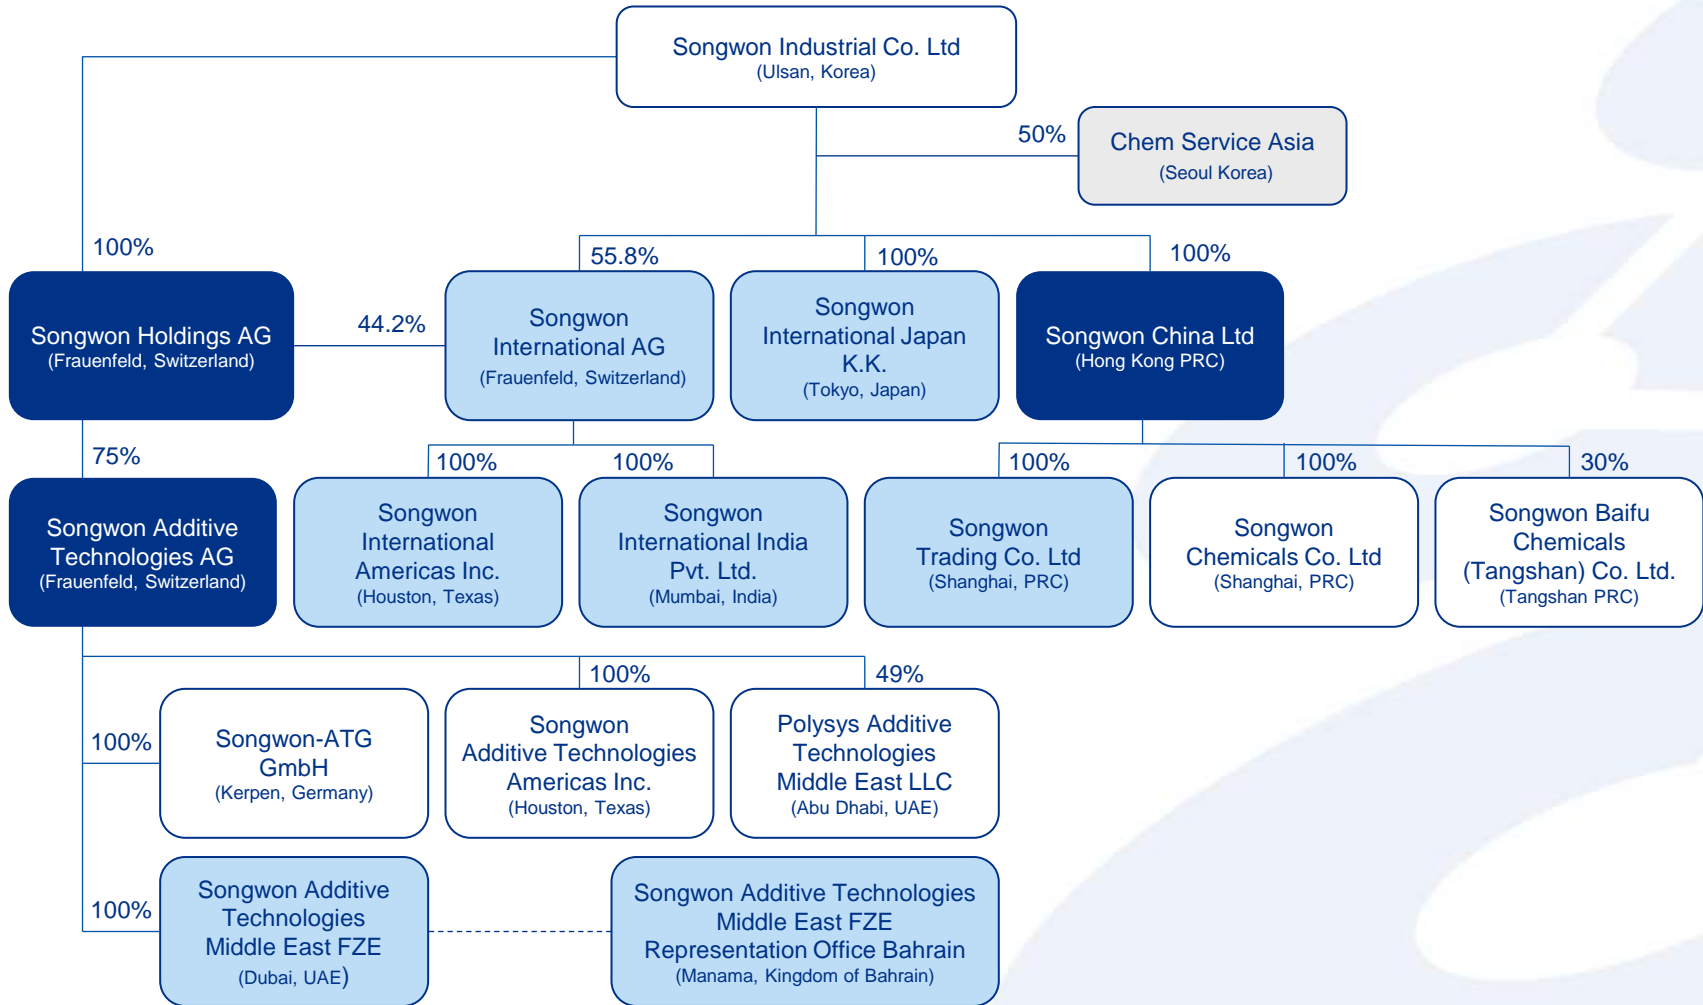 Songwon Industrial Co. Ltd
(Ulsan, Korea)
50%
Chem Service Asia
(Seoul Korea)
100%
55.8%
100%
100%
Songwon Holdings AG
(Frauenfeld, Switzerland)
44.2%
Songwon
International AG
(Frauenfeld, Switzerland)
Songwon
International Japan
K.K.
(Tokyo, Japan)
Songwon China Ltd
(Hong Kong PRC)
75%
100%
100%
100%
100%
30%
Songwon Additive
Technologies AG
(Frauenfeld, Switzerland)
Songwon
International
Americas Inc.
(Houston, Texas)
Songwon
International India
Pvt. Ltd.
(Mumbai, India)
Songwon
Trading Co. Ltd
(Shanghai, PRC)
Songwon
Chemicals Co. Ltd
(Shanghai, PRC)
Songwon Baifu
Chemicals
(Tangshan) Co. Ltd.
(Tangshan PRC)
100%
49%
100%
Songwon-ATG
GmbH
(Kerpen, Germany)
Songwon
Additive Technologies
Americas Inc.
(Houston, Texas)
Polysys Additive
Technologies
Middle East LLC
(Abu Dhabi, UAE)
100%
Songwon Additive
Technologies
Middle East FZE
(Dubai, UAE)
Songwon Additive Technologies
Middle East FZE
Representation Office Bahrain
(Manama, Kingdom of Bahrain)